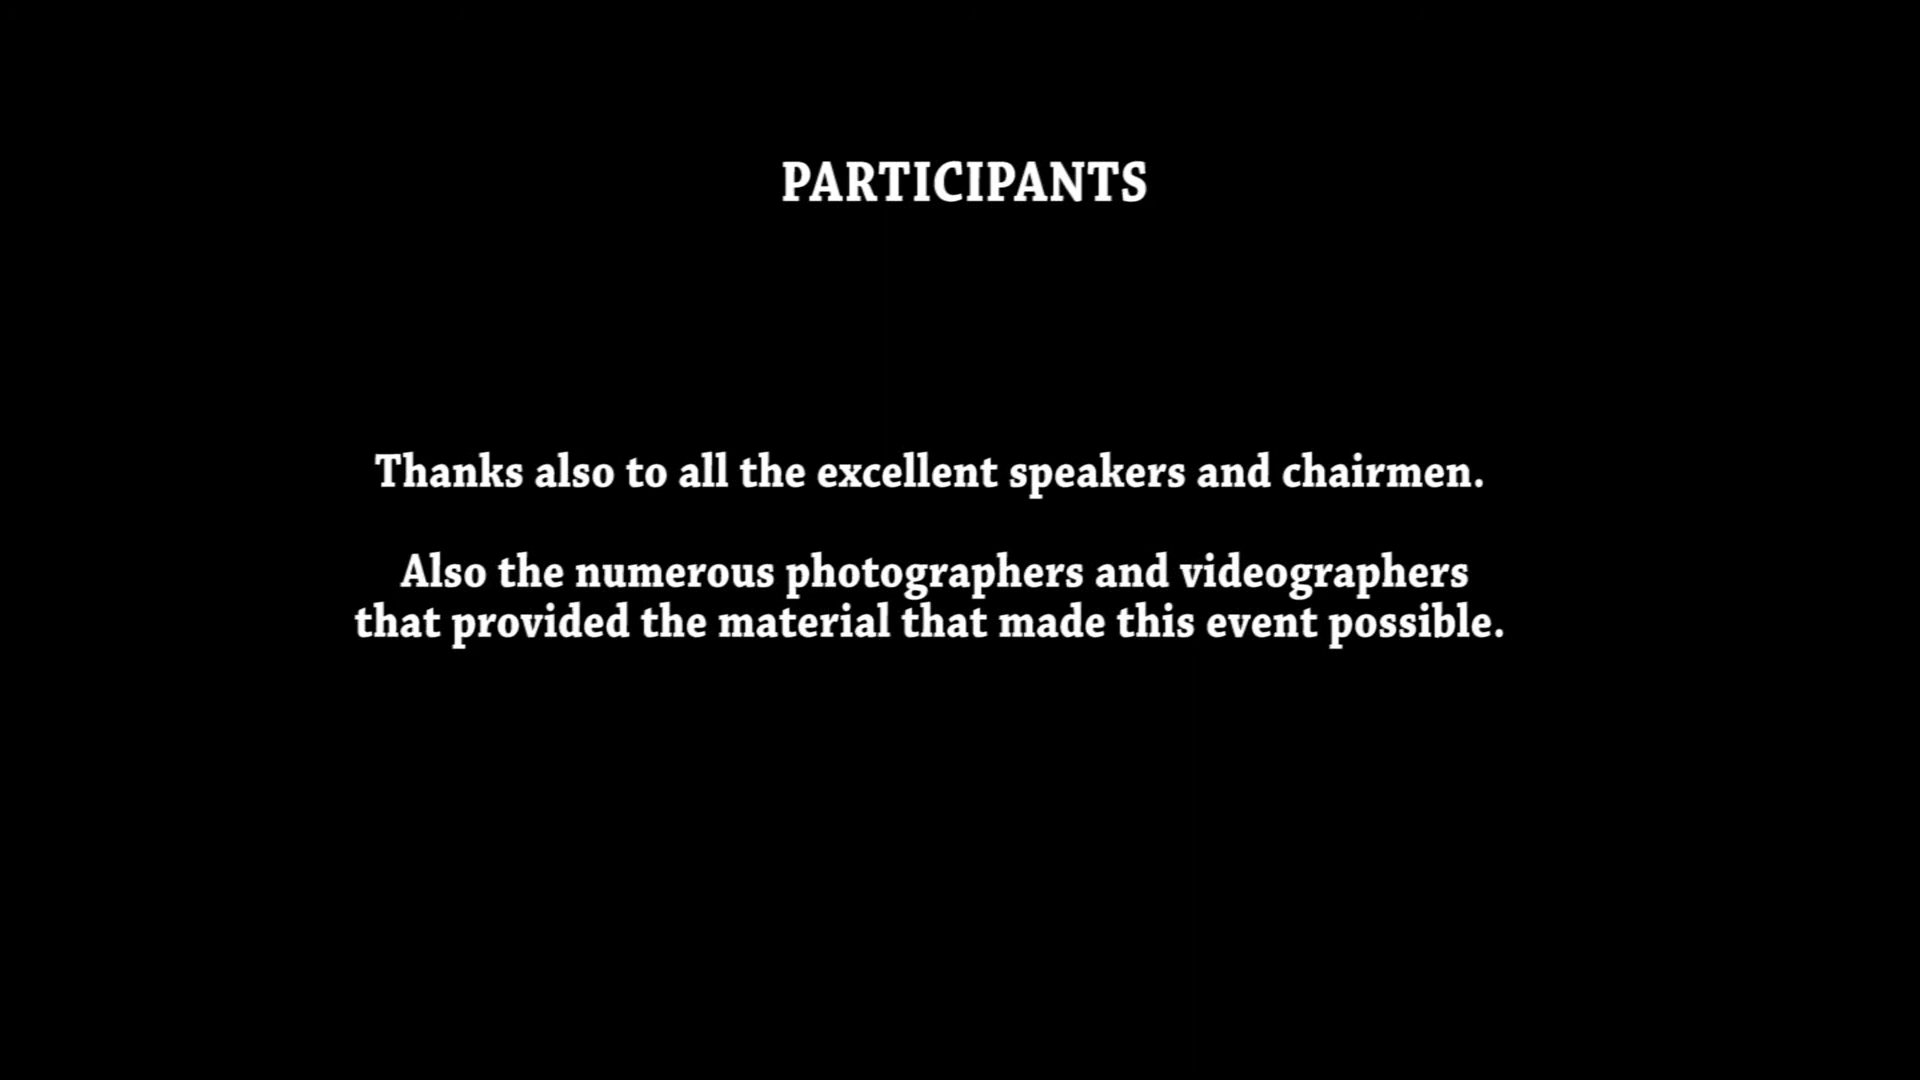 PARTICIPANTS
Thanks also to all the excellent speakers and chairmen.
Also the numerous photographers and videographers
that provided the material that made this event possible.